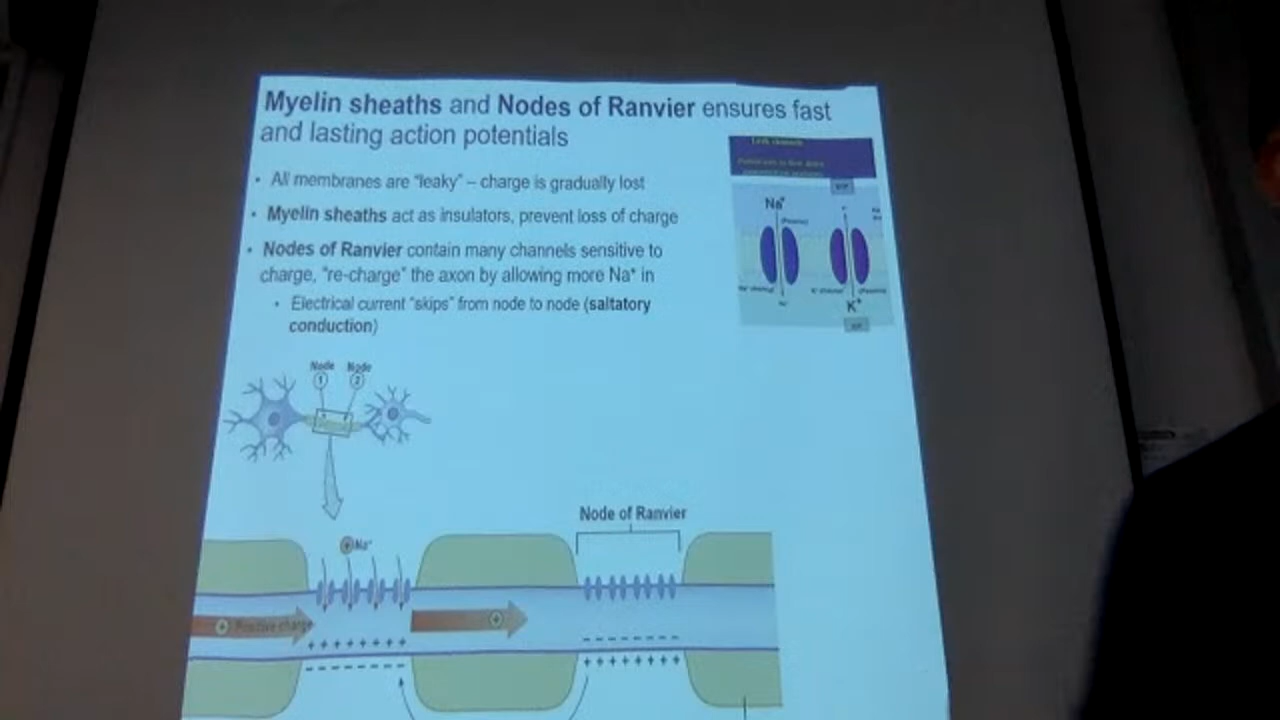 Myelin sheaths and Nodes of Ranvier ensures fast
and lasting action potentials
• All membranes are "leaky" – charge is gradually lost
• Myelin sheaths act as insulators, prevent loss of charge
• Nodes of Ranvier contain many channels sensitive to
charge, "re-charge" the axon by allowing more Na⁺ in
• Electrical current "skips" from node to node (saltatory
conduction)
Leak channels
Na⁺
K⁺
Node Node
1 2
Node of Ranvier
+ Na⁺
+ Positive charge
+
+ + + + + + + +
– – – – – – – –
– – – – – – – –
+ + + + + + + +